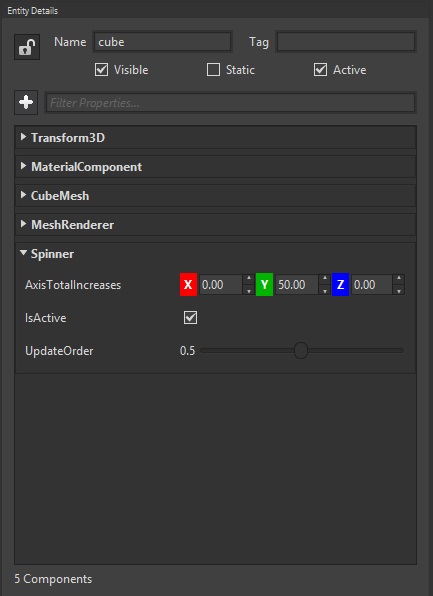 Entity Details
Name cube Tag
Visible Static Active
Filter Properties...
Transform3D
MaterialComponent
CubeMesh
MeshRenderer
Spinner
AxisTotalIncreases X 0.00 Y 50.00 Z 0.00
IsActive
UpdateOrder 0.5
5 Components